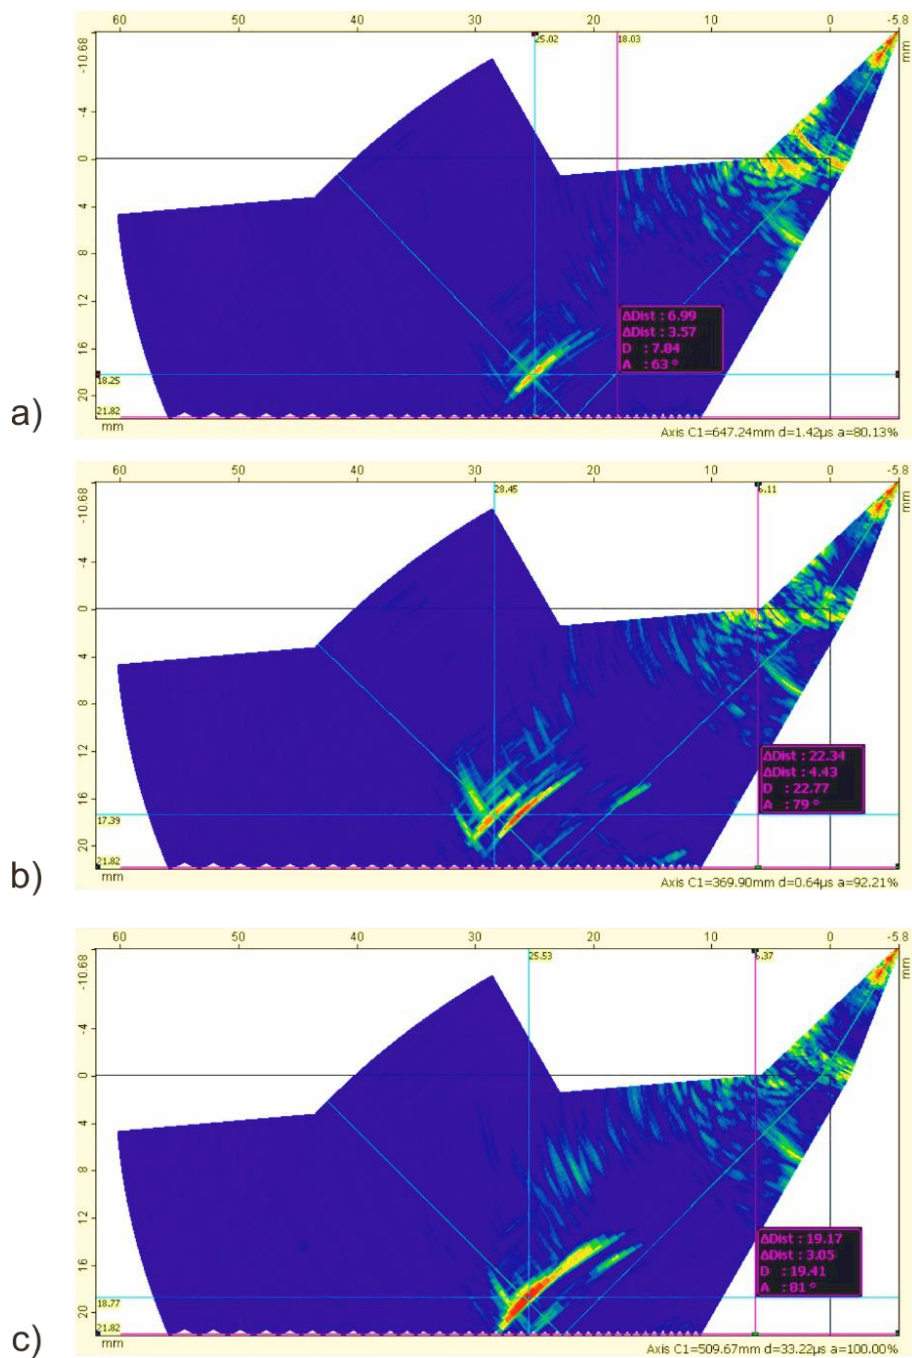 a)
60 50 40 30 20 10 0 -5.8
mm
-10.68
-4
0
4
8
12
16
20
25.02
18.03
18.25
21.82
mm
ΔDist : 6.99
ΔDist : 3.57
D : 7.84
A : 63 °
Axis C1=647.24mm d=1.42µs a=80.13%
b)
60 50 40 30 20 10 0 -5.8
mm
-10.68
-4
0
4
8
12
16
20
28.45
6.11
17.39
21.82
mm
ΔDist : 22.34
ΔDist : 4.43
D : 22.77
A : 79 °
Axis C1=369.90mm d=0.64µs a=92.21%
c)
60 50 40 30 20 10 0 -5.8
mm
-10.68
-4
0
4
8
12
16
20
25.53
6.37
18.77
21.82
mm
ΔDist : 19.17
ΔDist : 3.05
D : 19.41
A : 81 °
Axis C1=509.67mm d=33.22µs a=100.00%